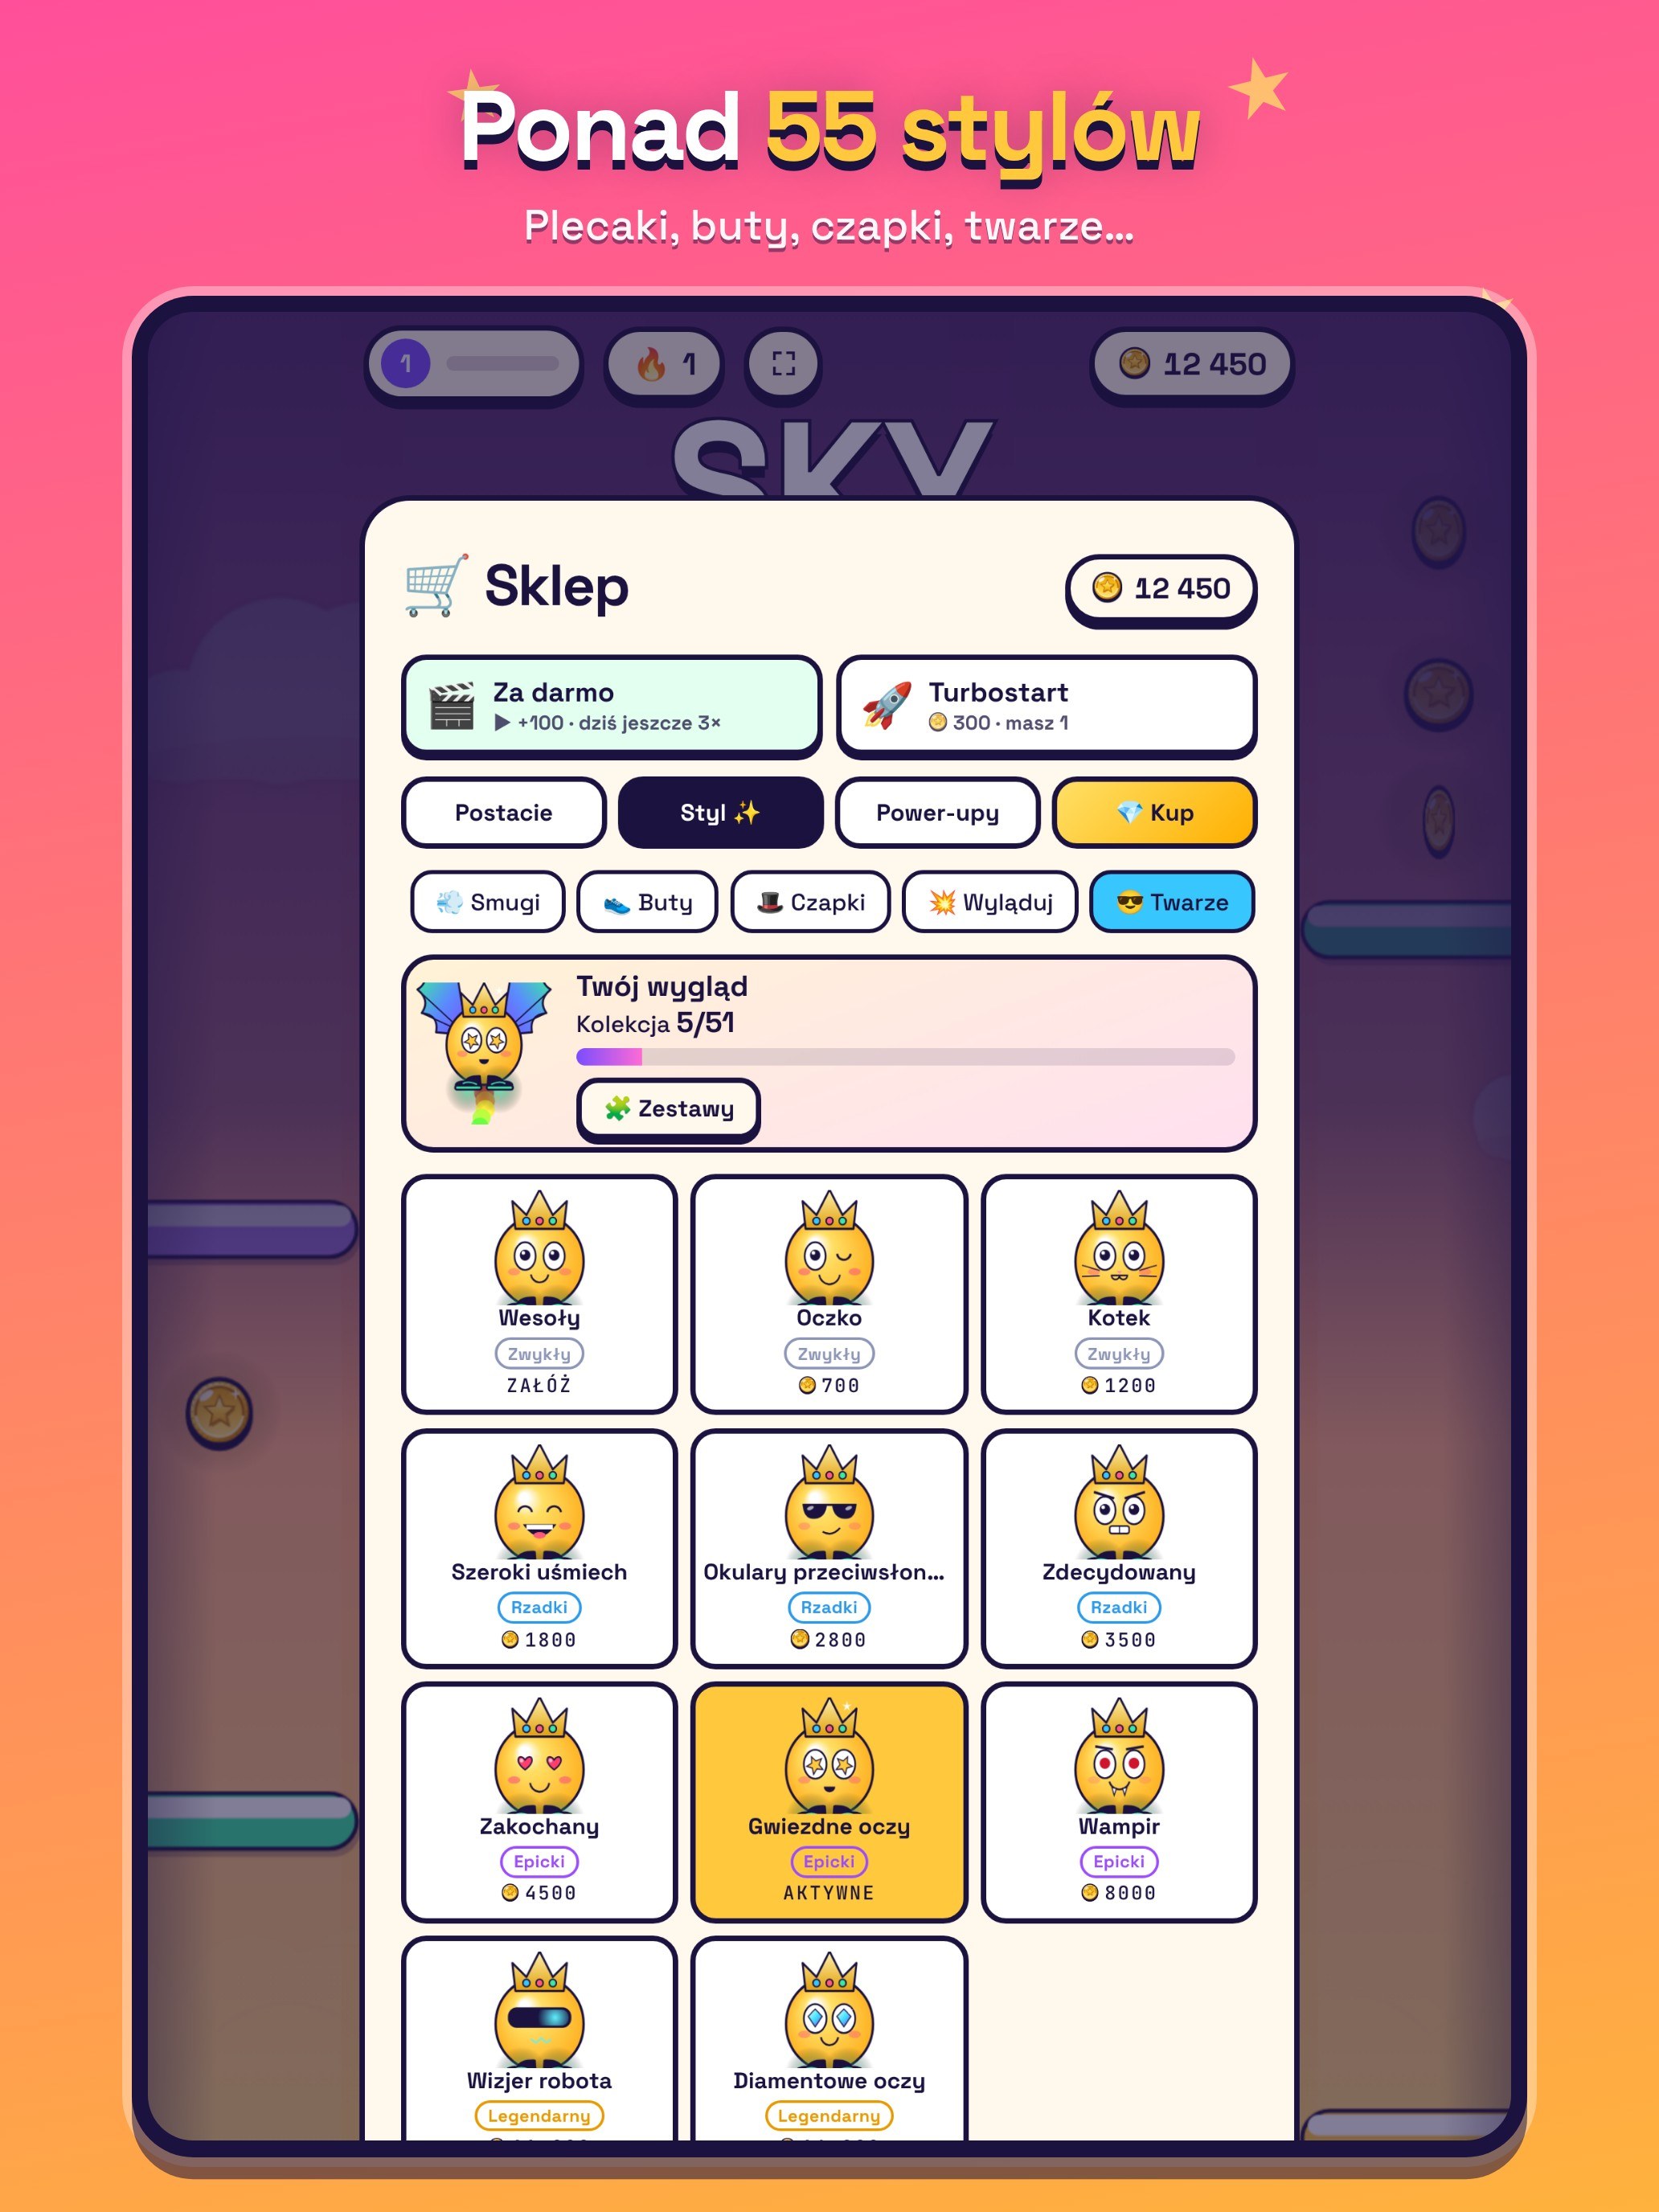 Ponad 55 stylów
Plecaki, buty, czapki, twarze...
1
1
12 450
SKY
Sklep
12 450
Za darmo
+100 · dziś jeszcze 3×
Turbostart
300 · masz 1
Postacie
Styl
Power-upy
Kup
Smugi
Buty
Czapki
Wyląduj
Twarze
Twój wygląd
Kolekcja 5/51
Zestawy
Wesoły
Zwykły
ZAŁÓŻ
Oczko
Zwykły
700
Kotek
Zwykły
1200
Szeroki uśmiech
Rzadki
1800
Okulary przeciwsłon...
Rzadki
2800
Zdecydowany
Rzadki
3500
Zakochany
Epicki
4500
Gwiezdne oczy
Epicki
AKTYWNE
Wampir
Epicki
8000
Wizjer robota
Legendarny
Diamentowe oczy
Legendarny